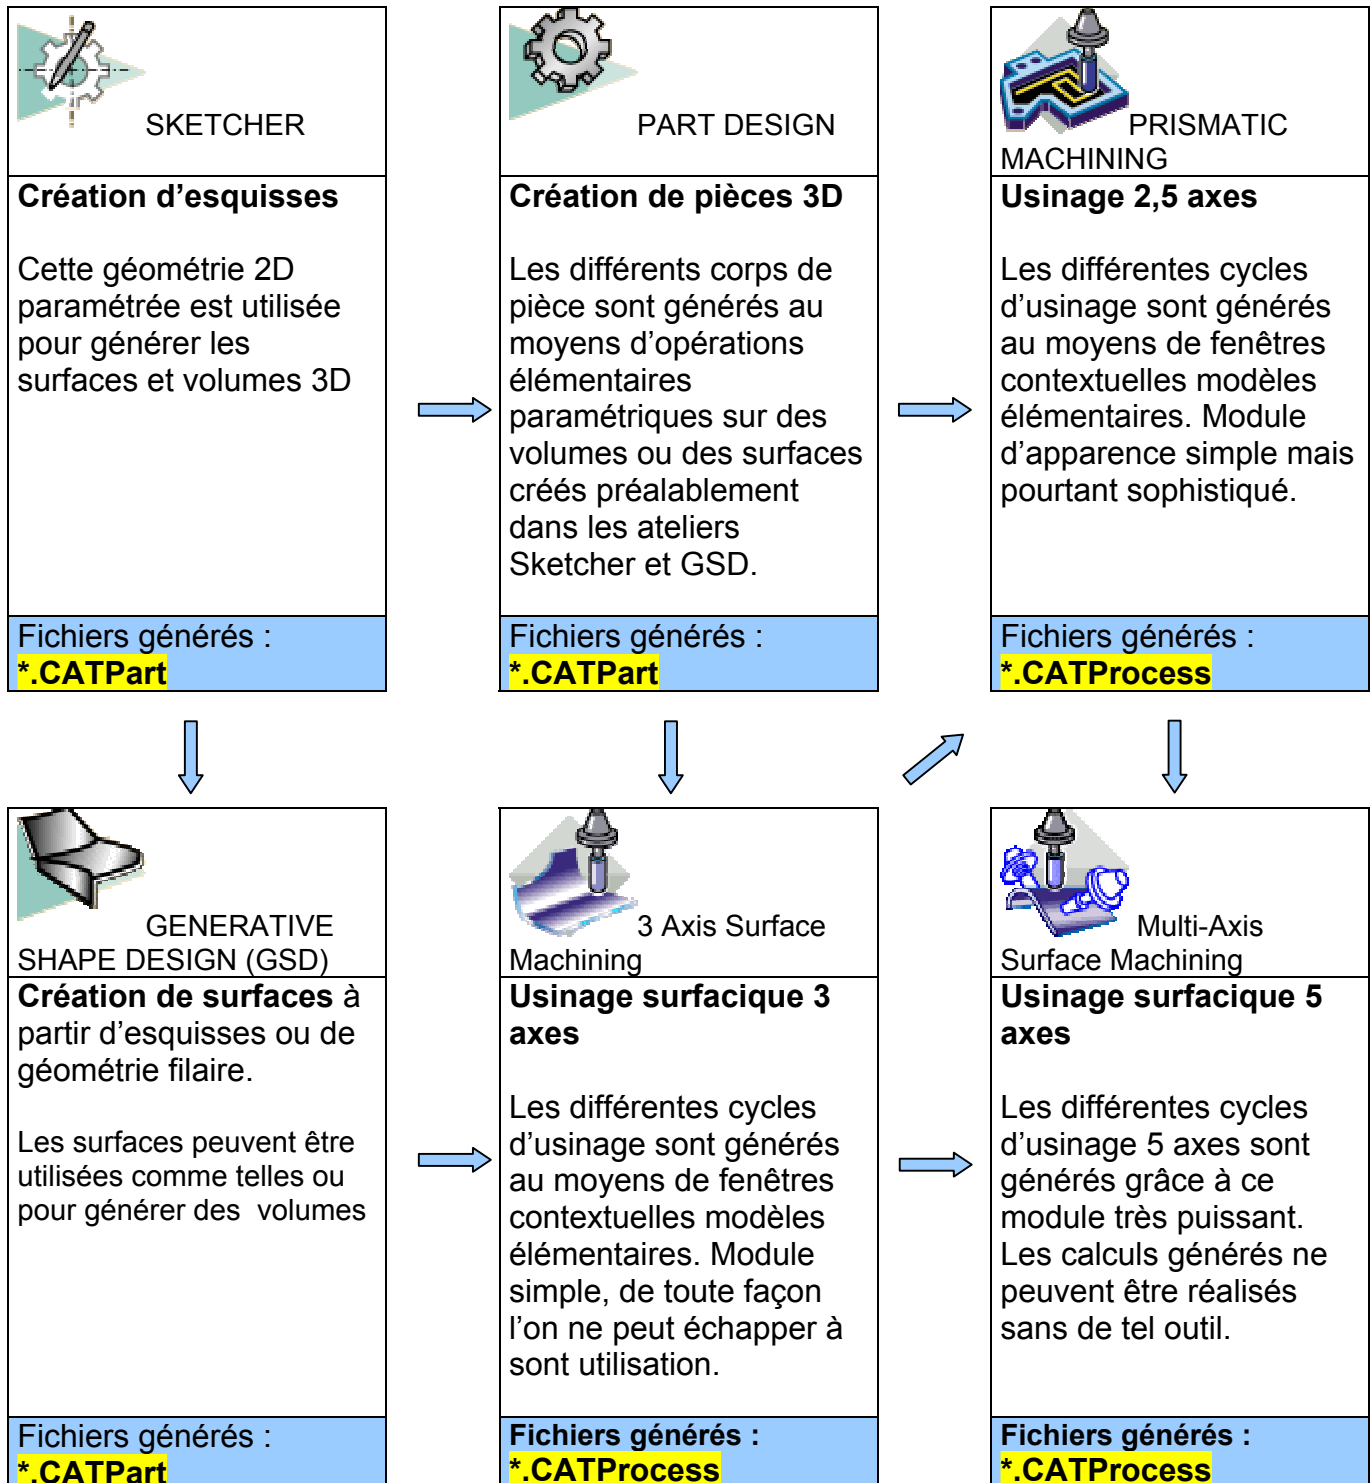 SKETCHER
Création d’esquisses
Cette géométrie 2D
paramétrée est utilisée
pour générer les
surfaces et volumes 3D
Fichiers générés :
*.CATPart
PART DESIGN
Création de pièces 3D
Les différents corps de
pièce sont générés au
moyens d’opérations
élémentaires
paramétriques sur des
volumes ou des surfaces
créés préalablement
dans les ateliers
Sketcher et GSD.
Fichiers générés :
*.CATPart
PRISMATIC
MACHINING
Usinage 2,5 axes
Les différentes cycles
d’usinage sont générés
au moyens de fenêtres
contextuelles modèles
élémentaires. Module
d’apparence simple mais
pourtant sophistiqué.
Fichiers générés :
*.CATProcess
GENERATIVE
SHAPE DESIGN (GSD)
Création de surfaces à
partir d’esquisses ou de
géométrie filaire.
Les surfaces peuvent être
utilisées comme telles ou
pour générer des  volumes
Fichiers générés :
*.CATPart
3 Axis Surface
Machining
Usinage surfacique 3
axes
Les différentes cycles
d’usinage sont générés
au moyens de fenêtres
contextuelles modèles
élémentaires. Module
simple, de toute façon
l’on ne peut échapper à
sont utilisation.
Fichiers générés :
*.CATProcess
Multi-Axis
Surface Machining
Usinage surfacique 5
axes
Les différentes cycles
d’usinage 5 axes sont
générés grâce à ce
module très puissant.
Les calculs générés ne
peuvent être réalisés
sans de tel outil.
Fichiers générés :
*.CATProcess